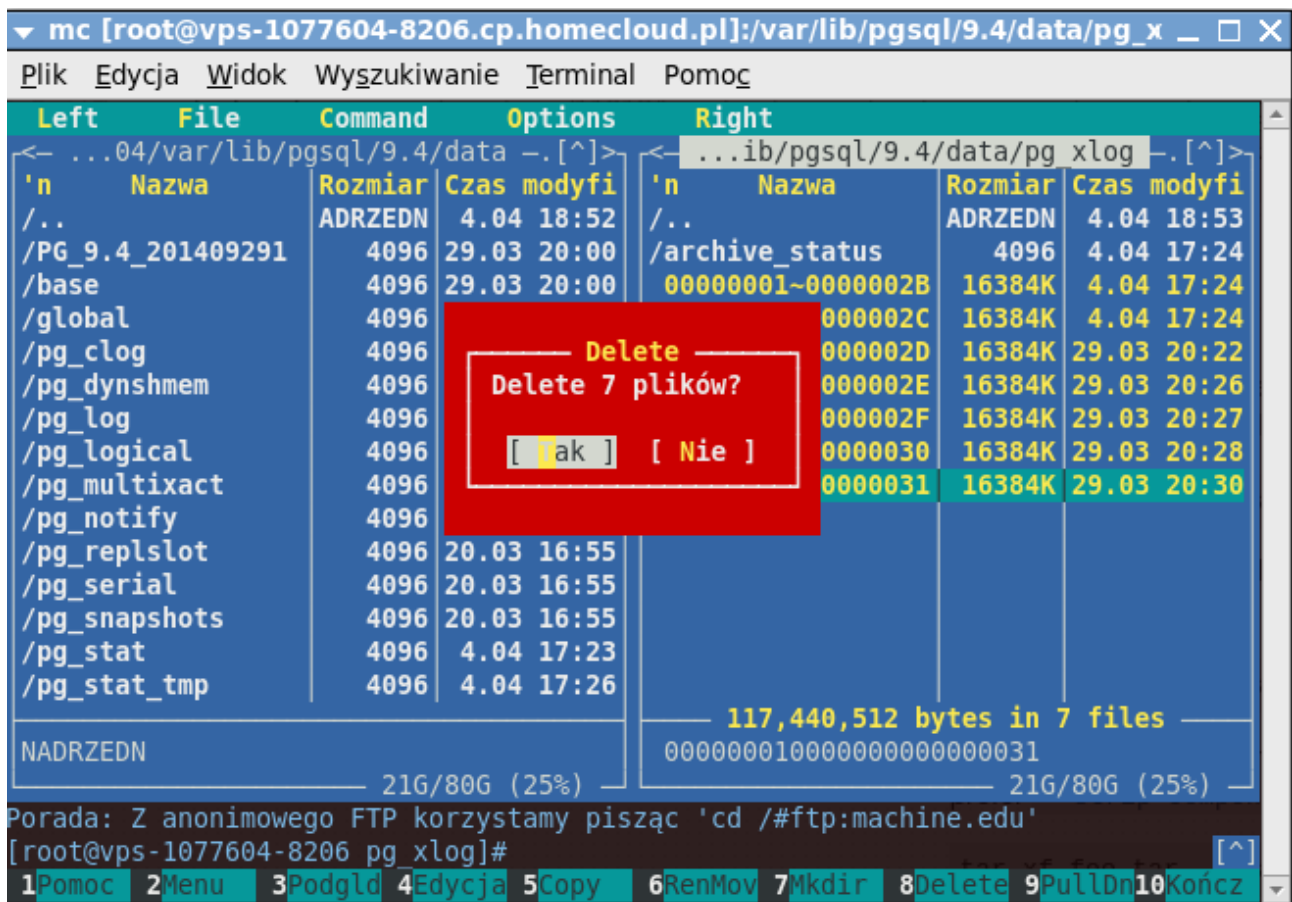 mc [root@vps-1077604-8206.cp.homecloud.pl]:/var/lib/pgsql/9.4/data/pg_x
Plik Edycja Widok Wyszukiwanie Terminal Pomoc
Left File Command Options Right
<— ...04/var/lib/pgsql/9.4/data —.[^]> <— ...ib/pgsql/9.4/data/pg_xlog —.[^]>
'n Nazwa Rozmiar Czas modyfi 'n Nazwa Rozmiar Czas modyfi
/.. ADRZEDN 4.04 18:52 /.. ADRZEDN 4.04 18:53
/PG_9.4_201409291 4096 29.03 20:00 /archive_status 4096 4.04 17:24
/base 4096 29.03 20:00 00000001~0000002B 16384K 4.04 17:24
/global 4096 000002C 16384K 4.04 17:24
/pg_clog 4096 Delete 000002D 16384K 29.03 20:22
/pg_dynshmem 4096 Delete 7 plików? 000002E 16384K 29.03 20:26
/pg_log 4096 000002F 16384K 29.03 20:27
/pg_logical 4096 [ Tak ] [ Nie ] 0000030 16384K 29.03 20:28
/pg_multixact 4096 0000031 16384K 29.03 20:30
/pg_notify 4096
/pg_replslot 4096 20.03 16:55
/pg_serial 4096 20.03 16:55
/pg_snapshots 4096 20.03 16:55
/pg_stat 4096 4.04 17:23
/pg_stat_tmp 4096 4.04 17:26
117,440,512 bytes in 7 files
NADRZEDN 000000010000000000000031
21G/80G (25%) 21G/80G (25%)
Porada: Z anonimowego FTP korzystamy pisząc 'cd /#ftp:machine.edu'
[root@vps-1077604-8206 pg_xlog]# [^]
1Pomoc 2Menu 3Podgld 4Edycja 5Copy 6RenMov 7Mkdir 8Delete 9PullDn 10Kończ